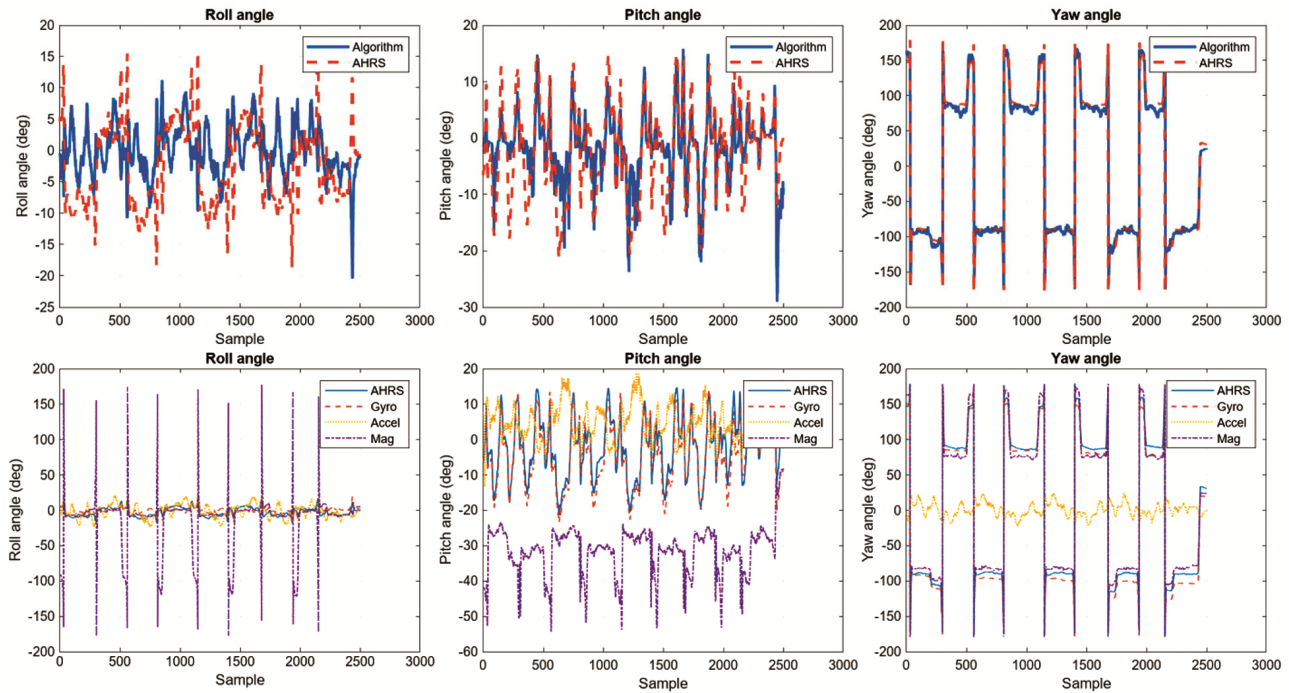 Roll angle
20
15
10
5
0
-5
-10
-15
20
25
0
500
1000
1500
2000
2500
3000
Roll angle (deg)
Sample
Algorithm
AHRS
Pitch angle
20
10
0
-10
-20
-30
0
500
1000
1500
2000
2500
3000
Pitch angle (deg)
Sample
Algorithm
AHRS
Yaw angle
200
150
100
50
0
-50
-100
-150
200
0
500
1000
1500
2000
2500
3000
Yaw angle (deg)
Sample
Algorithm
AHRS
Roll angle
200
150
100
50
0
-50
-100
-150
200
0
500
1000
1500
2000
2500
3000
Roll angle (deg)
Sample
AHRS
Gyro
Accel
Mag
Pitch angle
20
10
0
-10
-20
-30
-40
-50
-60
0
500
1000
1500
2000
2500
3000
Pitch angle (deg)
Sample
AHRS
Gyro
Accel
Mag
Yaw angle
200
150
100
50
0
-50
-100
-150
-200
0
500
1000
1500
2000
2500
3000
Yaw angle (deg)
Sample
AHRS
Gyro
Accel
Mag